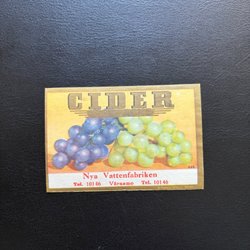 CIDER
Nya Vattenfabriken
Tel. 10146 Värnamo Tel. 10146